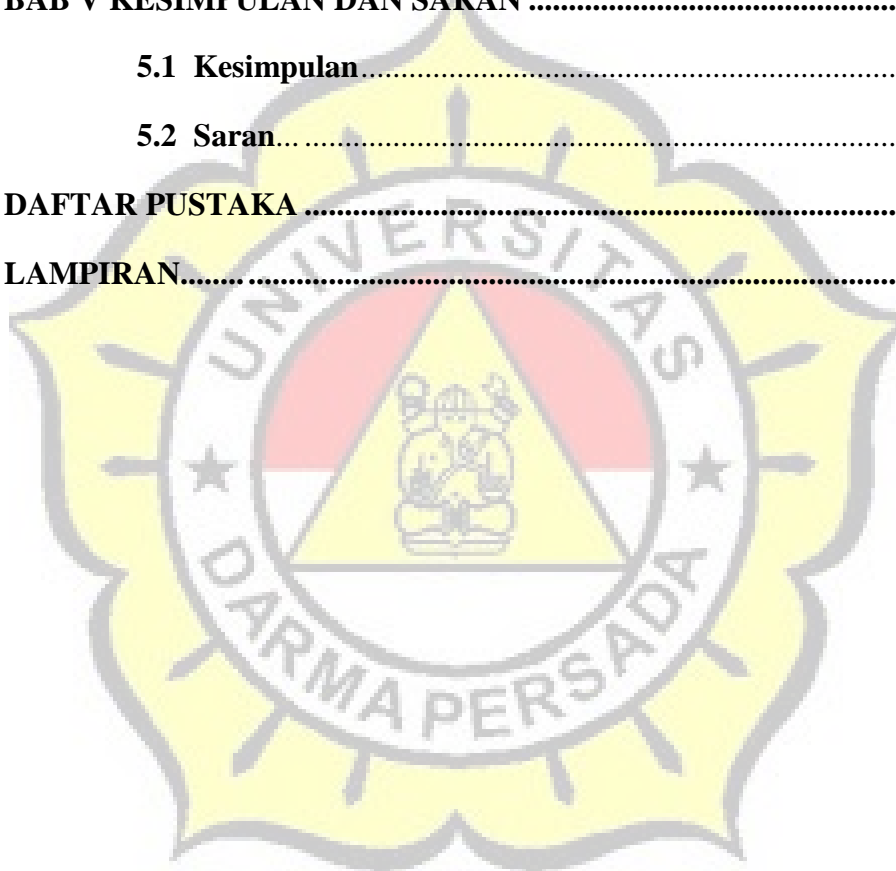 BAB V KESIMPULAN DAN SARAN ..........................................
5.1 Kesimpulan..........................................................................
5.2 Saran... ..........................................................................
DAFTAR PUSTAKA ..........................................................................
LAMPIRAN........ ..........................................................................
UNIVERSITAS
DARMA PERSADA